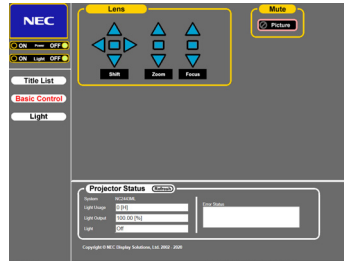 NEC
ON Power OFF
ON Light OFF
Title List
Basic Control
Light
Lens
Shift
Zoom
Focus
Mute
Picture
Projector Status Refresh
System NC2443ML
Light Usage 0 [H]
Light Output 100.00 [%]
Light Off
Error Status
Copyright © NEC Display Solutions, Ltd. 2002 - 2020